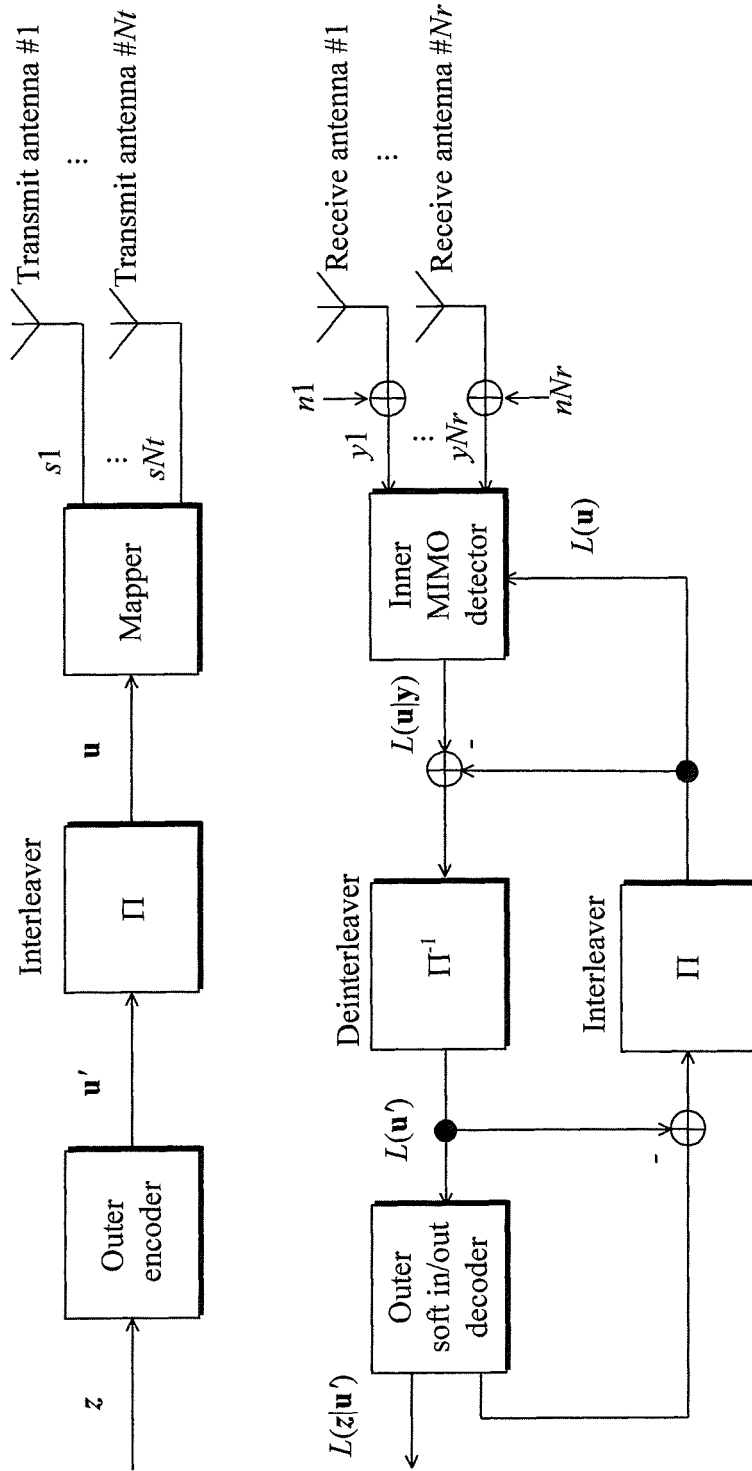 z
Outer
encoder
u'
Interleaver
Π
u
Mapper
s1
⋮
sNt
Transmit antenna #1
⋮
Transmit antenna #Nt
L(z|u')
Outer
soft in/out
decoder
L(u')
Deinterleaver
Π-1
L(u|y)
-
Inner
MIMO
detector
y1
⋮
yNr
n1
nNr
Receive antenna #1
⋮
Receive antenna #Nr
-
Interleaver
Π
L(u)